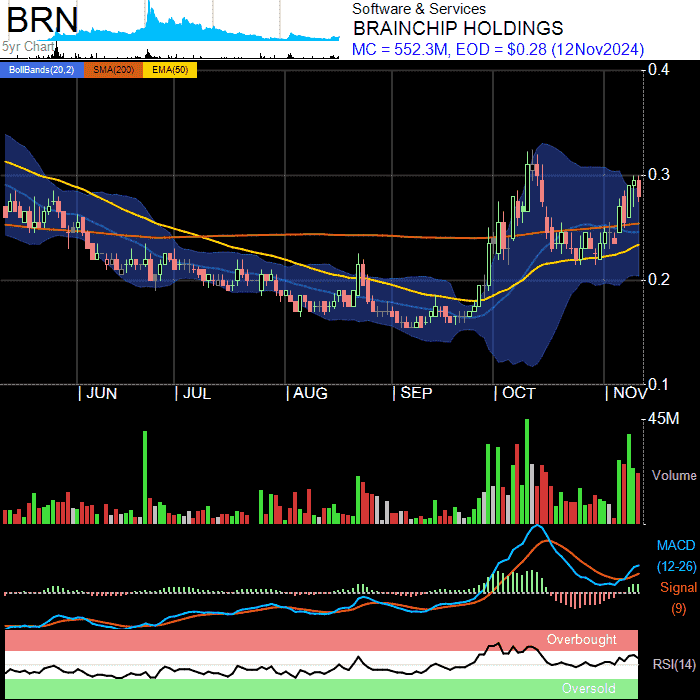 BRN
5yr Chart
Software & Services
BRAINCHIP HOLDINGS
MC = 552.3M, EOD = $0.28 (12Nov2024)
BollBands(20,2) SMA(200) EMA(50)
0.4
0.3
0.2
0.1
JUN JUL AUG SEP OCT NOV
45M
Volume
MACD
(12-26)
Signal
(9)
Overbought
RSI(14)
Oversold